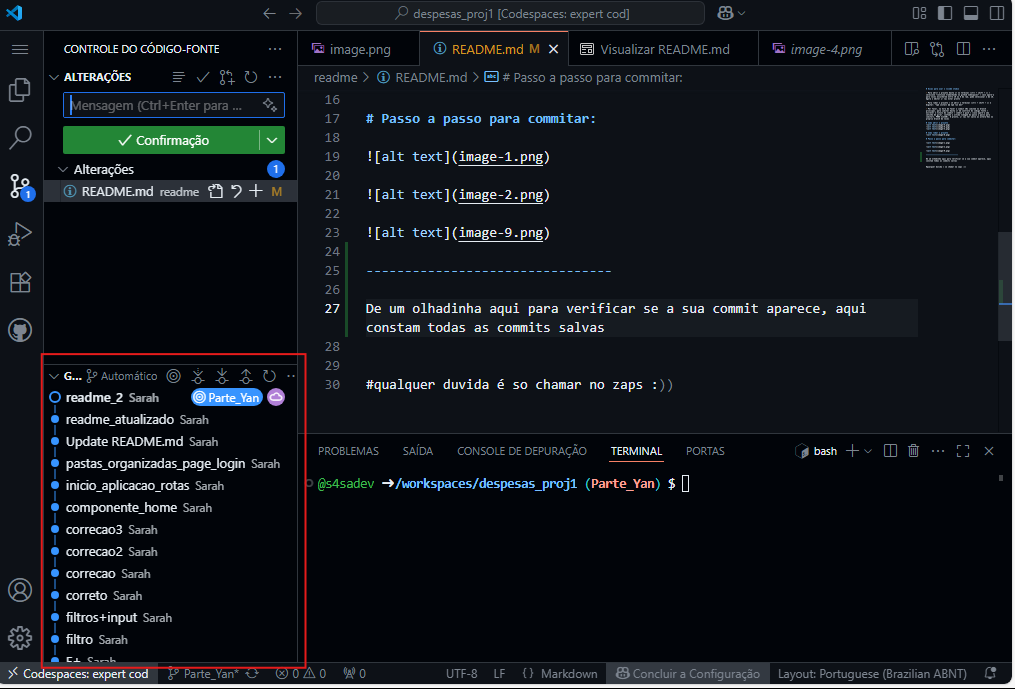 despesas_proj1 [Codespaces: expert cod]
CONTROLE DO CÓDIGO-FONTE
image.png
README.md M
Visualizar README.md
image-4.png
readme > README.md > # Passo a passo para commitar:
ALTERAÇÕES
Mensagem (Ctrl+Enter para ...
Confirmação
Alterações 1
README.md readme M
1
16
17 # Passo a passo para commitar:
18
19 ![alt text](image-1.png)
20
21 ![alt text](image-2.png)
22
23 ![alt text](image-9.png)
24
25 --------------------------------
26
27 De um olhadinha aqui para verificar se a sua commit aparece, aqui
constam todas as commits salvas
28
29
30 #qualquer duvida é so chamar no zaps :))
G... Automático
readme_2 Sarah Parte_Yan
readme_atualizado Sarah
Update README.md Sarah
pastas_organizadas_page_login Sarah
inicio_aplicacao_rotas Sarah
componente_home Sarah
correcao3 Sarah
correcao2 Sarah
correcao Sarah
correto Sarah
filtros+input Sarah
filtro Sarah
Sarah
PROBLEMAS SAÍDA CONSOLE DE DEPURAÇÃO TERMINAL PORTAS
bash
@s4sadev ➜/workspaces/despesas_proj1 (Parte_Yan) $
Codespaces: expert cod Parte_Yan* 0 0 0 UTF-8 LF {} Markdown Concluir a Configuração Layout: Portuguese (Brazilian ABNT)